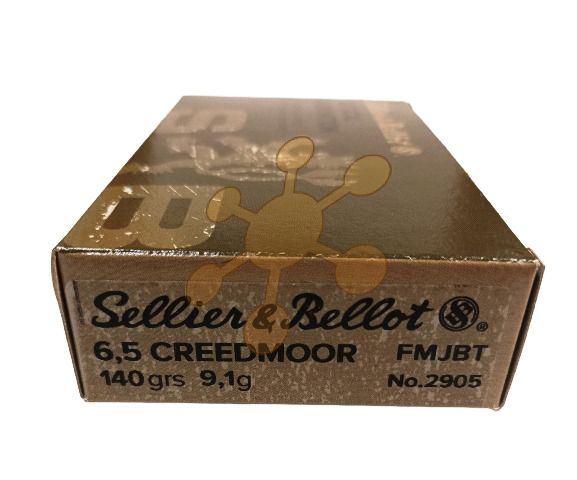 S&B
Sellier & Bellot ®
6,5 CREEDMOOR FMJBT
140 grs 9,1g No.2905